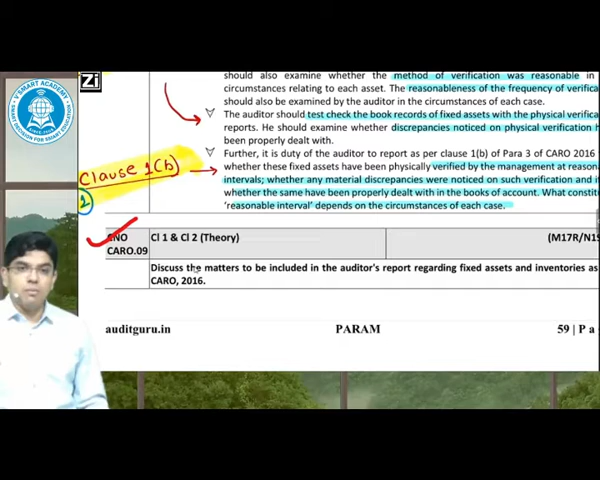 Zi
V SMART ACADEMY
should also examine whether the method of verification was reasonable in
circumstances relating to each asset. The reasonableness of the frequency of verifica
should also be examined by the auditor in the circumstances of each case.
The auditor should test check the book records of fixed assets with the physical verifica
reports. He should examine whether discrepancies noticed on physical verification h
been properly dealt with.
Further, it is duty of the auditor to report as per clause 1(b) of Para 3 of CARO 2016
whether these fixed assets have been physically verified by the management at reaso
intervals; whether any material discrepancies were noticed on such verification and i
whether the same have been properly dealt with in the books of account. What constit
'reasonable interval' depends on the circumstances of each case.
Clause 1(b)
2
SNO
CARO.09
Cl 1 & Cl 2 (Theory)
(M17R/N1
Discuss the matters to be included in the auditor's report regarding fixed assets and inventories as
CARO, 2016.
auditguru.in
PARAM
59 | P a